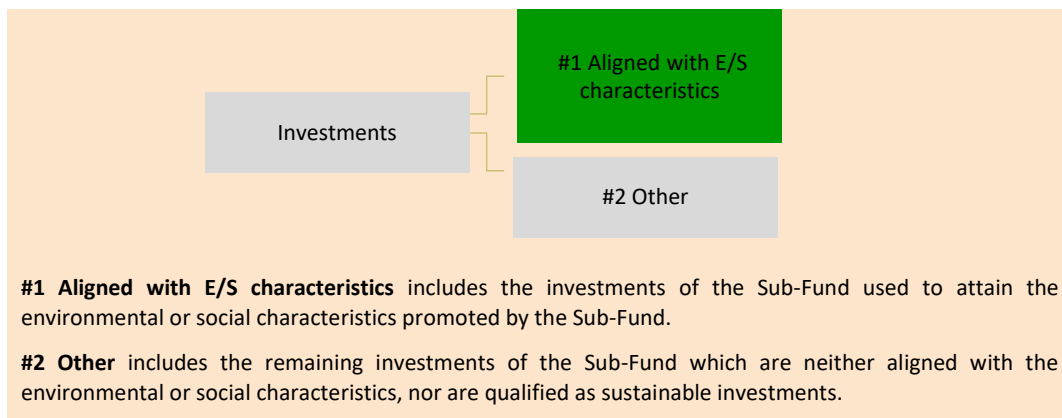 #1 Aligned with E/S
characteristics
Investments
#2 Other
#1 Aligned with E/S characteristics includes the investments of the Sub-Fund used to attain the
environmental or social characteristics promoted by the Sub-Fund.
#2 Other includes the remaining investments of the Sub-Fund which are neither aligned with the
environmental or social characteristics, nor are qualified as sustainable investments.